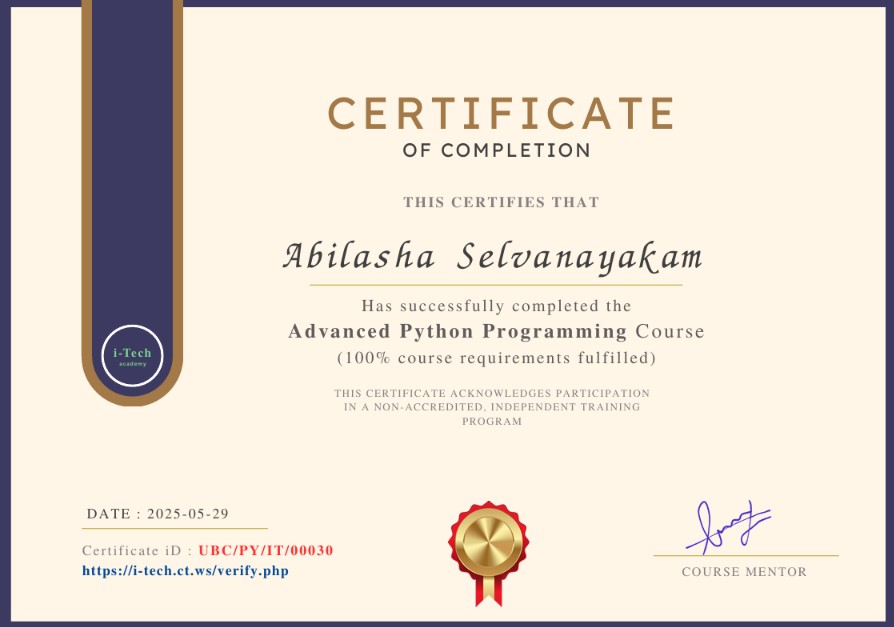 CERTIFICATE
OF COMPLETION
THIS CERTIFIES THAT
Abilasha Selvanayakam
Has successfully completed the
Advanced Python Programming Course
(100% course requirements fulfilled)
i-Tech
academy
THIS CERTIFICATE ACKNOWLEDGES PARTICIPATION
IN A NON-ACCREDITED, INDEPENDENT TRAINING
PROGRAM
DATE : 2025-05-29
Certificate iD : UBC/PY/IT/00030
https://i-tech.ct.ws/verify.php
COURSE MENTOR